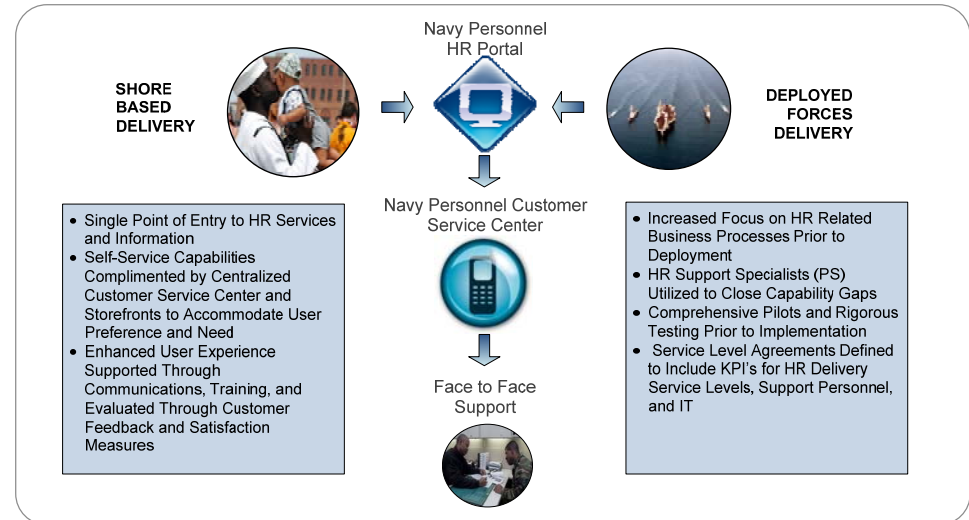 Navy Personnel
HR Portal
SHORE
BASED
DELIVERY
DEPLOYED
FORCES
DELIVERY
• Single Point of Entry to HR Services
and Information
• Self-Service Capabilities
Complimented by Centralized
Customer Service Center and
Storefronts to Accommodate User
Preference and Need
• Enhanced User Experience
Supported Through
Communications, Training, and
Evaluated Through Customer
Feedback and Satisfaction
Measures
Navy Personnel Customer
Service Center
Face to Face
Support
• Increased Focus on HR Related
Business Processes Prior to
Deployment
• HR Support Specialists (PS)
Utilized to Close Capability Gaps
• Comprehensive Pilots and Rigorous
Testing Prior to Implementation
• Service Level Agreements Defined
to Include KPI's for HR Delivery
Service Levels, Support Personnel,
and IT